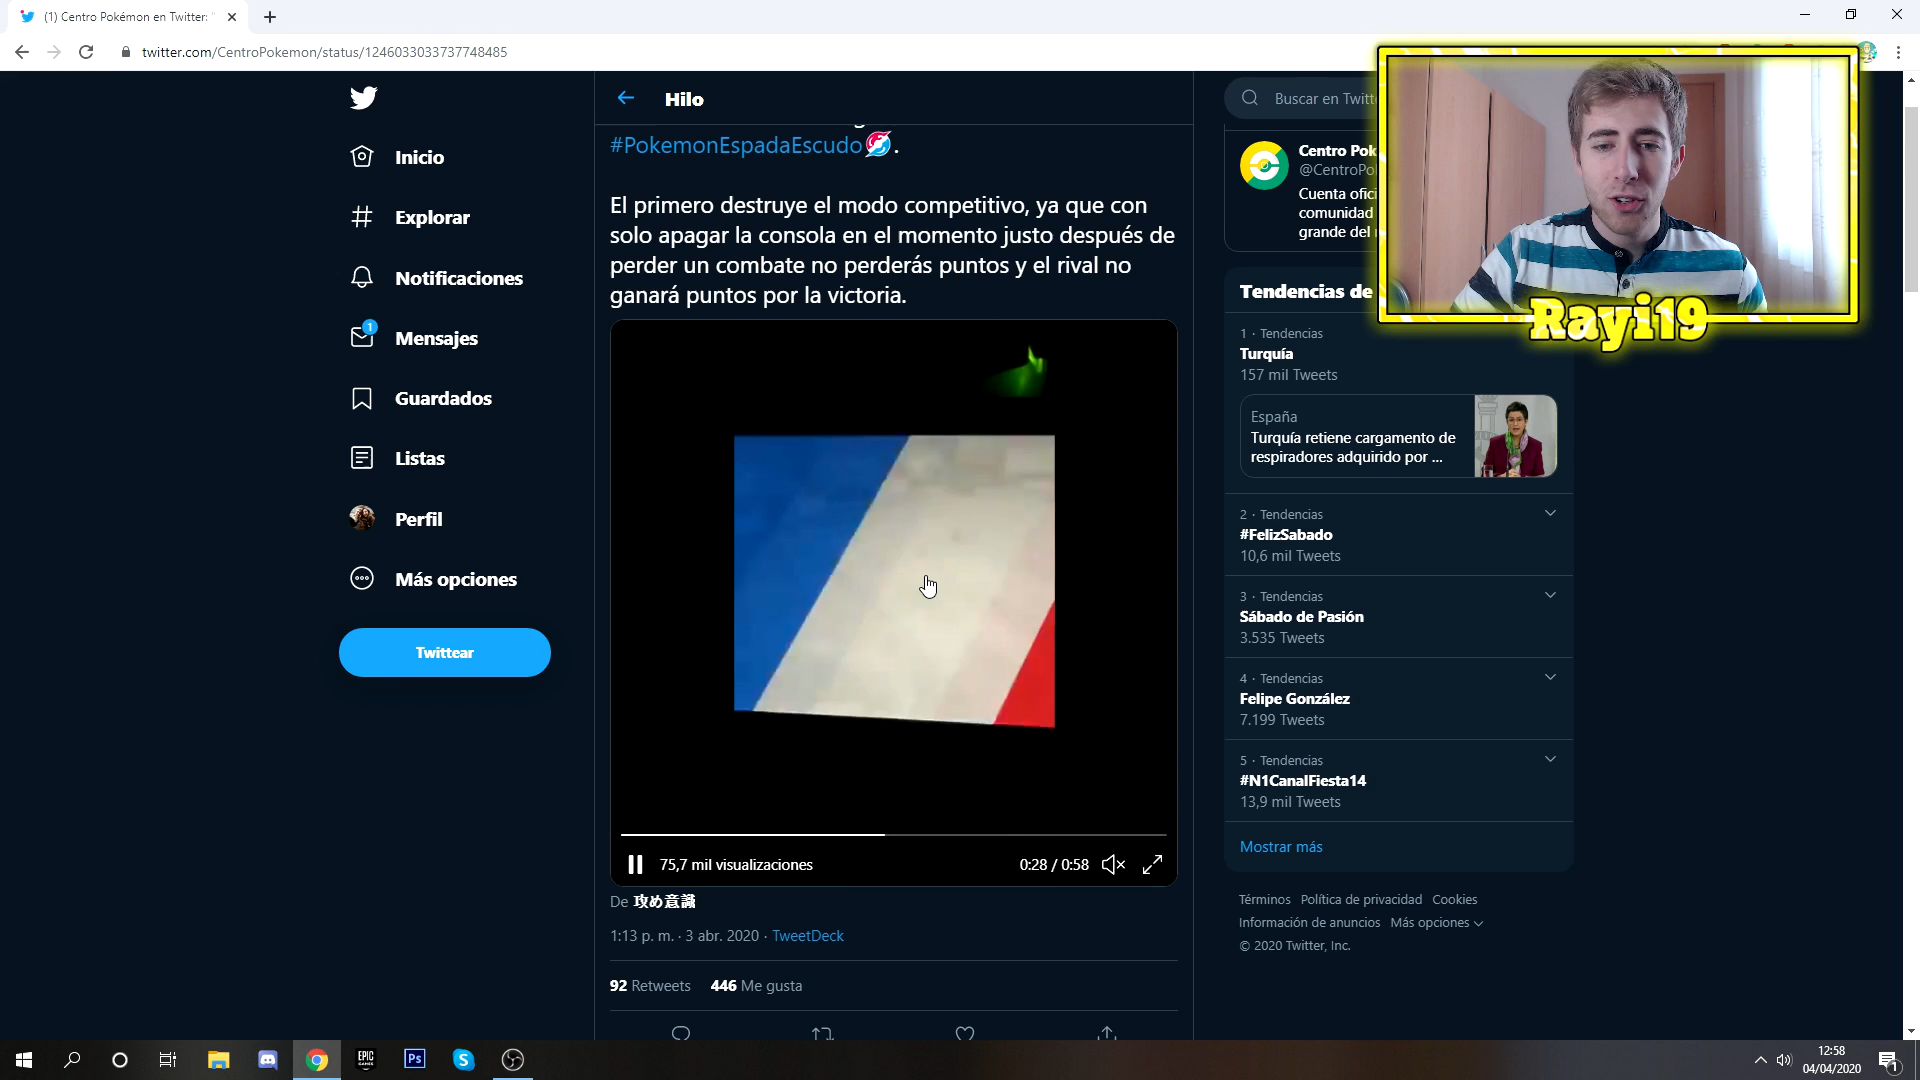 (1) Centro Pokémon en Twitter: "
twitter.com/CentroPokemon/status/1246033033737748485
Inicio
Explorar
Notificaciones
1
Mensajes
Guardados
Listas
Perfil
Más opciones
Twittear
Hilo
#PokemonEspadaEscudo.
El primero destruye el modo competitivo, ya que con
solo apagar la consola en el momento justo después de
perder un combate no perderás puntos y el rival no
ganará puntos por la victoria.
75,7 mil visualizaciones
0:28 / 0:58
De 攻め意識
1:13 p. m. · 3 abr. 2020 · TweetDeck
92 Retweets 446 Me gusta
Buscar en Twitt
Centro Pok
@CentroPo
Cuenta ofici
comunidad
grande del
Rayi19
Tendencias de
1 · Tendencias
Turquía
157 mil Tweets
España
Turquía retiene cargamento de
respiradores adquirido por ...
2 · Tendencias
#FelizSabado
10,6 mil Tweets
3 · Tendencias
Sábado de Pasión
3.535 Tweets
4 · Tendencias
Felipe González
7.199 Tweets
5 · Tendencias
#N1CanalFiesta14
13,9 mil Tweets
Mostrar más
Términos Política de privacidad Cookies
Información de anuncios Más opciones
© 2020 Twitter, Inc.
EPIC
GAMES
Ps
12:58
04/04/2020
1